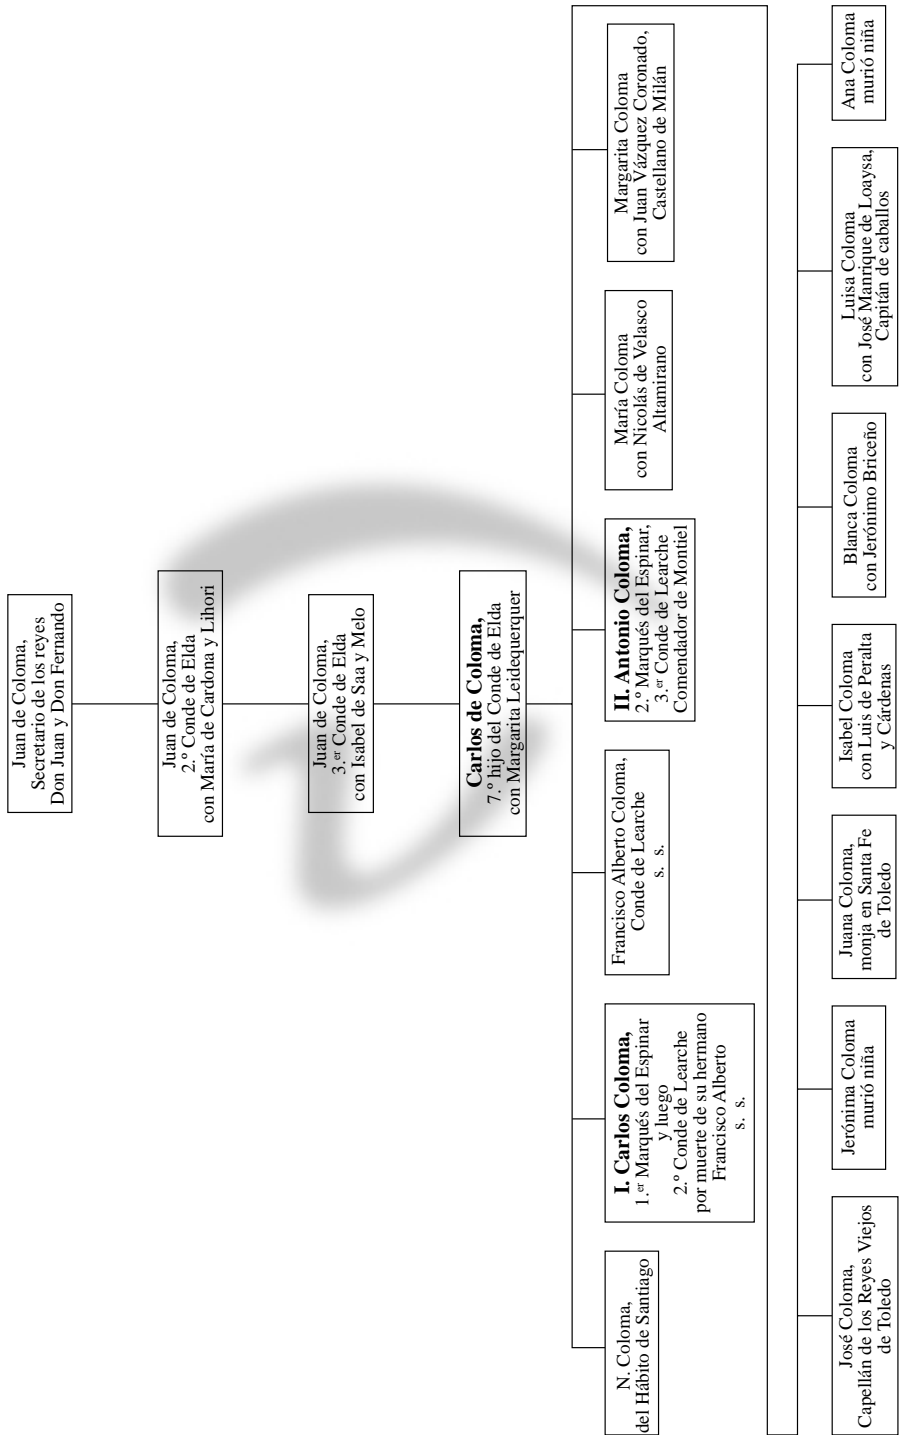 Juan de Coloma,
Secretario de los reyes
Don Juan y Don Fernando
Juan de Coloma,
2.º Conde de Elda
con María de Cardona y Lihori
Juan de Coloma,
3.er Conde de Elda
con Isabel de Saa y Melo
Carlos de Coloma,
7.º hijo del Conde de Elda
con Margarita Leidequerquer
N. Coloma,
del Hábito de Santiago
I. Carlos Coloma,
1.er Marqués del Espinar
y luego
2.º Conde de Learche
por muerte de su hermano
Francisco Alberto
s. s.
Francisco Alberto Coloma,
Conde de Learche
s. s.
II. Antonio Coloma,
2.º Marqués del Espinar,
3.er Conde de Learche
Comendador de Montiel
María Coloma
con Nicolás de Velasco
Altamirano
Margarita Coloma
con Juan Vázquez Coronado,
Castellano de Milán
José Coloma,
Capellán de los Reyes Viejos
de Toledo
Jerónima Coloma
murió niña
Juana Coloma,
monja en Santa Fe
de Toledo
Isabel Coloma
con Luis de Peralta
y Cárdenas
Blanca Coloma
con Jerónimo Briceño
Luisa Coloma
con José Manrique de Loaysa,
Capitán de caballos
Ana Coloma
murió niña